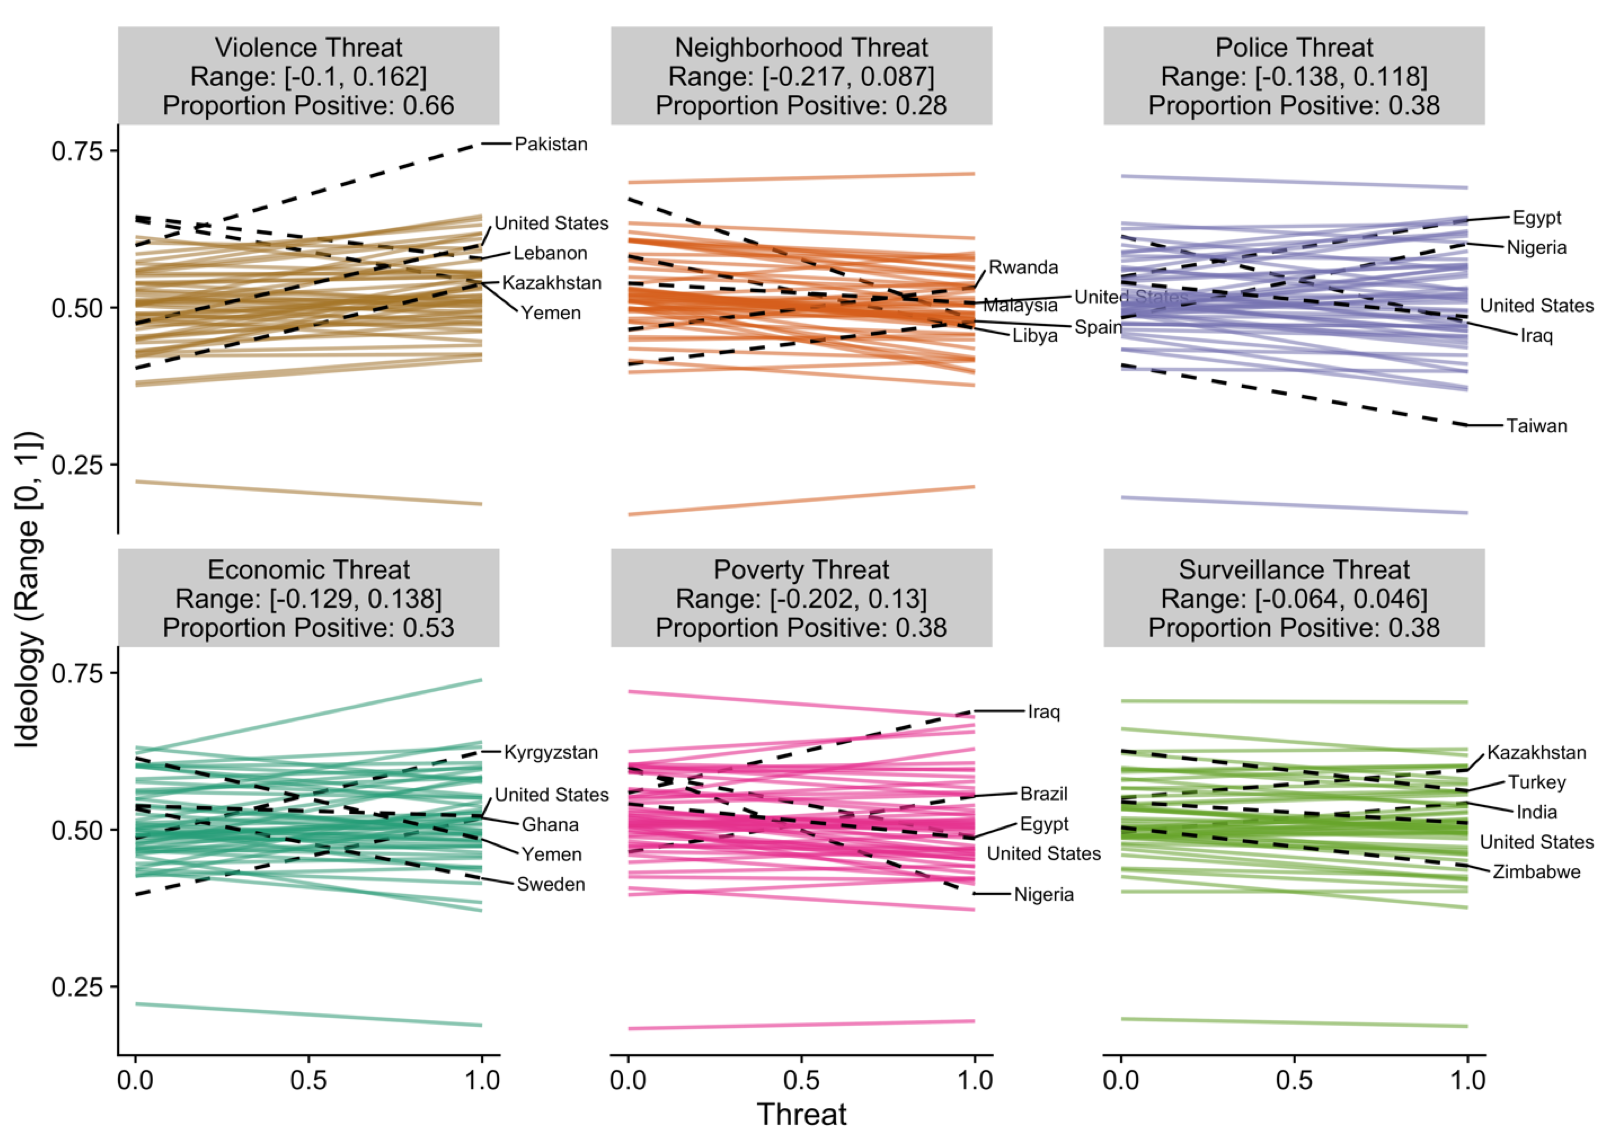 Violence Threat
Range: [-0.1, 0.162]
Proportion Positive: 0.66
Neighborhood Threat
Range: [-0.217, 0.087]
Proportion Positive: 0.28
Police Threat
Range: [-0.138, 0.118]
Proportion Positive: 0.38
0.75
0.50
0.25
Pakistan
United States
Lebanon
Kazakhstan
Yemen
Rwanda
United States
Malaysia
Spain
Libya
Egypt
Nigeria
United States
Iraq
Taiwan
Ideology (Range [0, 1])
Economic Threat
Range: [-0.129, 0.138]
Proportion Positive: 0.53
Poverty Threat
Range: [-0.202, 0.13]
Proportion Positive: 0.38
Surveillance Threat
Range: [-0.064, 0.046]
Proportion Positive: 0.38
0.75
0.50
0.25
Kyrgyzstan
United States
Ghana
Yemen
Sweden
Iraq
Brazil
Egypt
United States
Nigeria
Kazakhstan
Turkey
India
United States
Zimbabwe
0.0 0.5 1.0
0.0 0.5 1.0
0.0 0.5 1.0
Threat